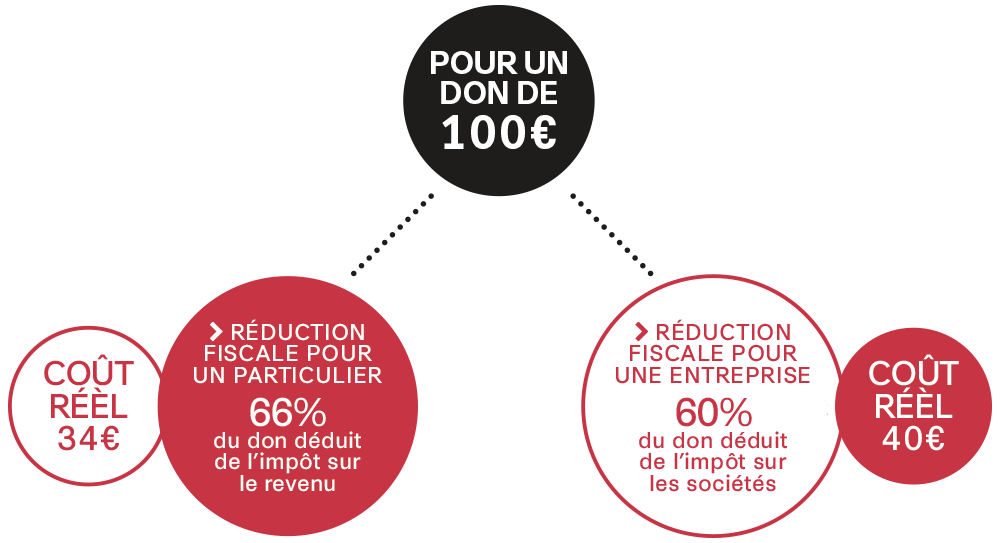 POUR UN
DON DE
100€
> RÉDUCTION
FISCALE POUR
UN PARTICULIER
66%
du don déduit
de l'impôt sur
le revenu
COÛT
RÉÈL
34€
> RÉDUCTION
FISCALE POUR
UNE ENTREPRISE
60%
du don déduit
de l'impôt sur
les sociétés
COÛT
RÉÈL
40€